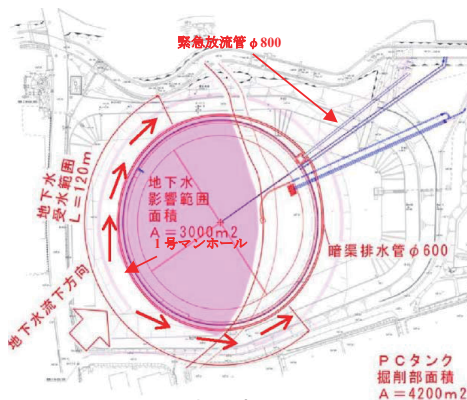 緊急放流管φ800
地下水
受水範囲
L=120m
地下水
影響範囲
面積
A=3000m2
1号マンホール
暗渠排水管φ600
地下水流下方向
PCタンク
掘削部面積
A=4200m2